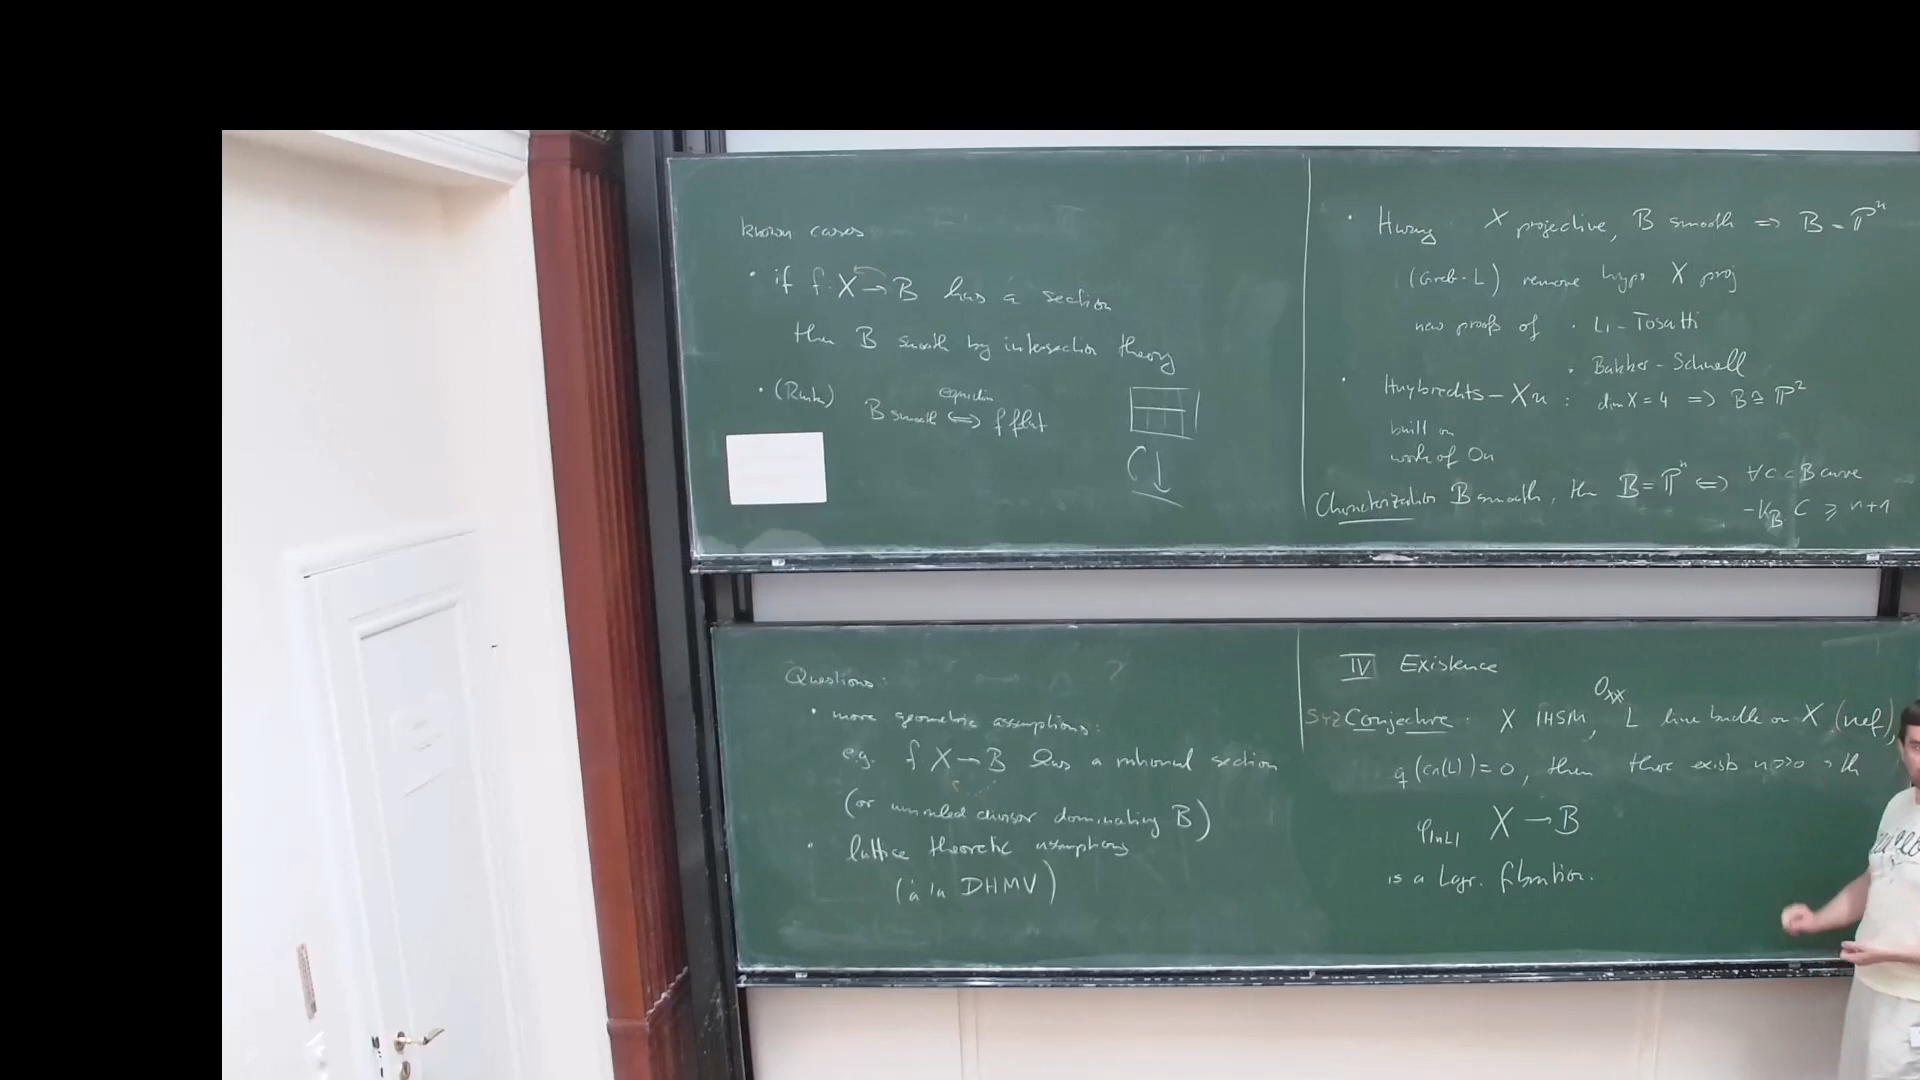 known cases
• if f: X → B has a section
then B smooth by intersection theory
• (Rmk) B smooth ⟺ f flat
equidim
• Hwang : X projective, B smooth ⇒ B = ℙⁿ
(Greb-L) remove hypo X proj
new proofs of • Li - Tosatti
• Bakker - Schnell
• Huybrechts - Xu : dim X = 4 ⇒ B ≅ ℙ²
built on
work of Ou
Characterization B smooth, then B = ℙⁿ ⟺ ∀ C ⊂ B curve
-K_B . C ≥ n+1
Questions:
• more geometric assumptions:
e.g. f X → B has a rational section
(or uniruled divisor dominating B)
• lattice theoretic assumptions
(à la DHMV)
IV Existence
SYZ Conjecture : X IHSM, L line bundle on X (nef),
q(c₁(L)) = 0, then there exists n>>0 s th
φ|nL| X → B
is a Lagr. fibration.